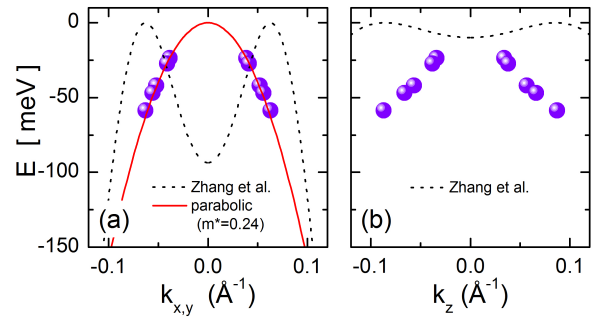 0
-50
-100
-150
E [ meV]
Zhang et al.
parabolic
(m*=0.24)
(a)
-0.1 0.0 0.1
k_{x,y} (Å^{-1})
Zhang et al.
(b)
-0.1 0.0 0.1
k_z (Å^{-1})